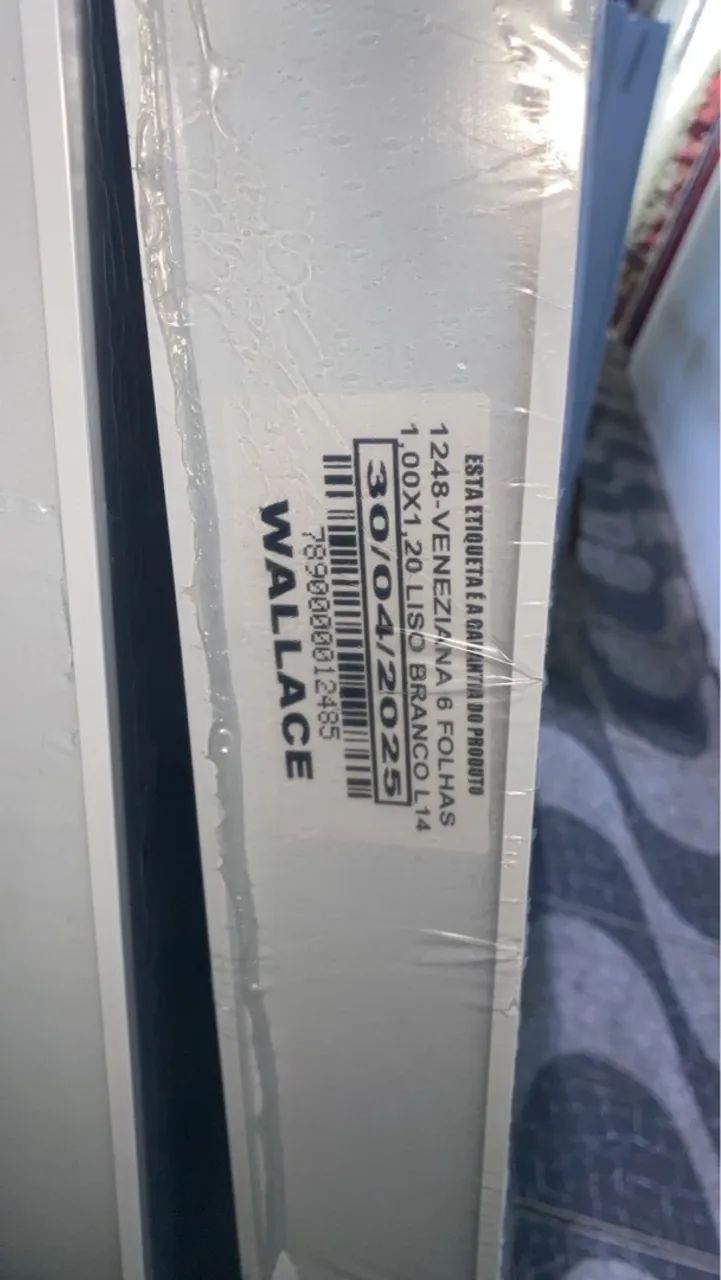 ESTA ETIQUETA É A GARANTIA DO PRODUTO
1248-VENEZIANA 6 FOLHAS
1,00X1,20 LISO BRANCO L14
30/04/2025
7890000012485
WALLACE